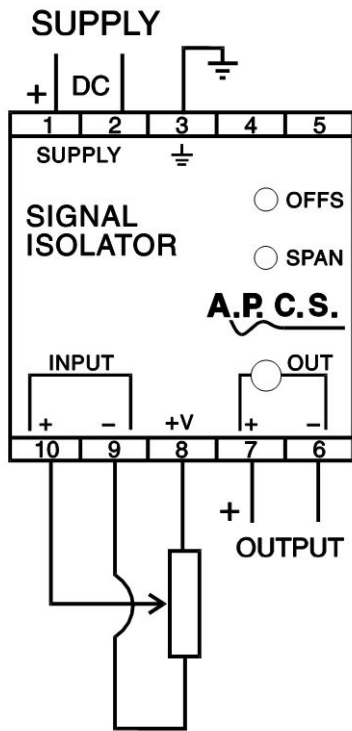 SUPPLY
+ DC
1 2 3 4 5
SUPPLY
OFFS
SIGNAL
ISOLATOR
SPAN
A.P.C.S.
INPUT OUT
+ − +V + −
10 9 8 7 6
+
OUTPUT